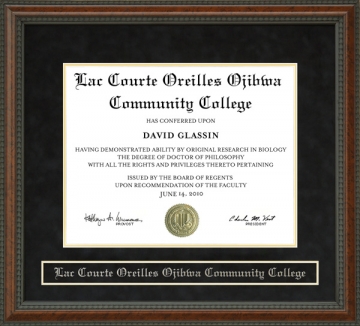 Lac Courte Oreilles Ojibwa
Community College
HAS CONFERRED UPON
DAVID GLASSIN
HAVING DEMONSTRATED ABILITY BY ORIGINAL RESEARCH IN BIOLOGY
THE DEGREE OF DOCTOR OF PHILOSOPHY
WITH ALL THE RIGHTS AND PRIVILEGES THERETO PERTAINING
ISSUED BY THE BOARD OF REGENTS
UPON RECOMMENDATION OF THE FACULTY
JUNE 14, 2010
PROVOST
PRESIDENT
Lac Courte Oreilles Ojibwa Community College